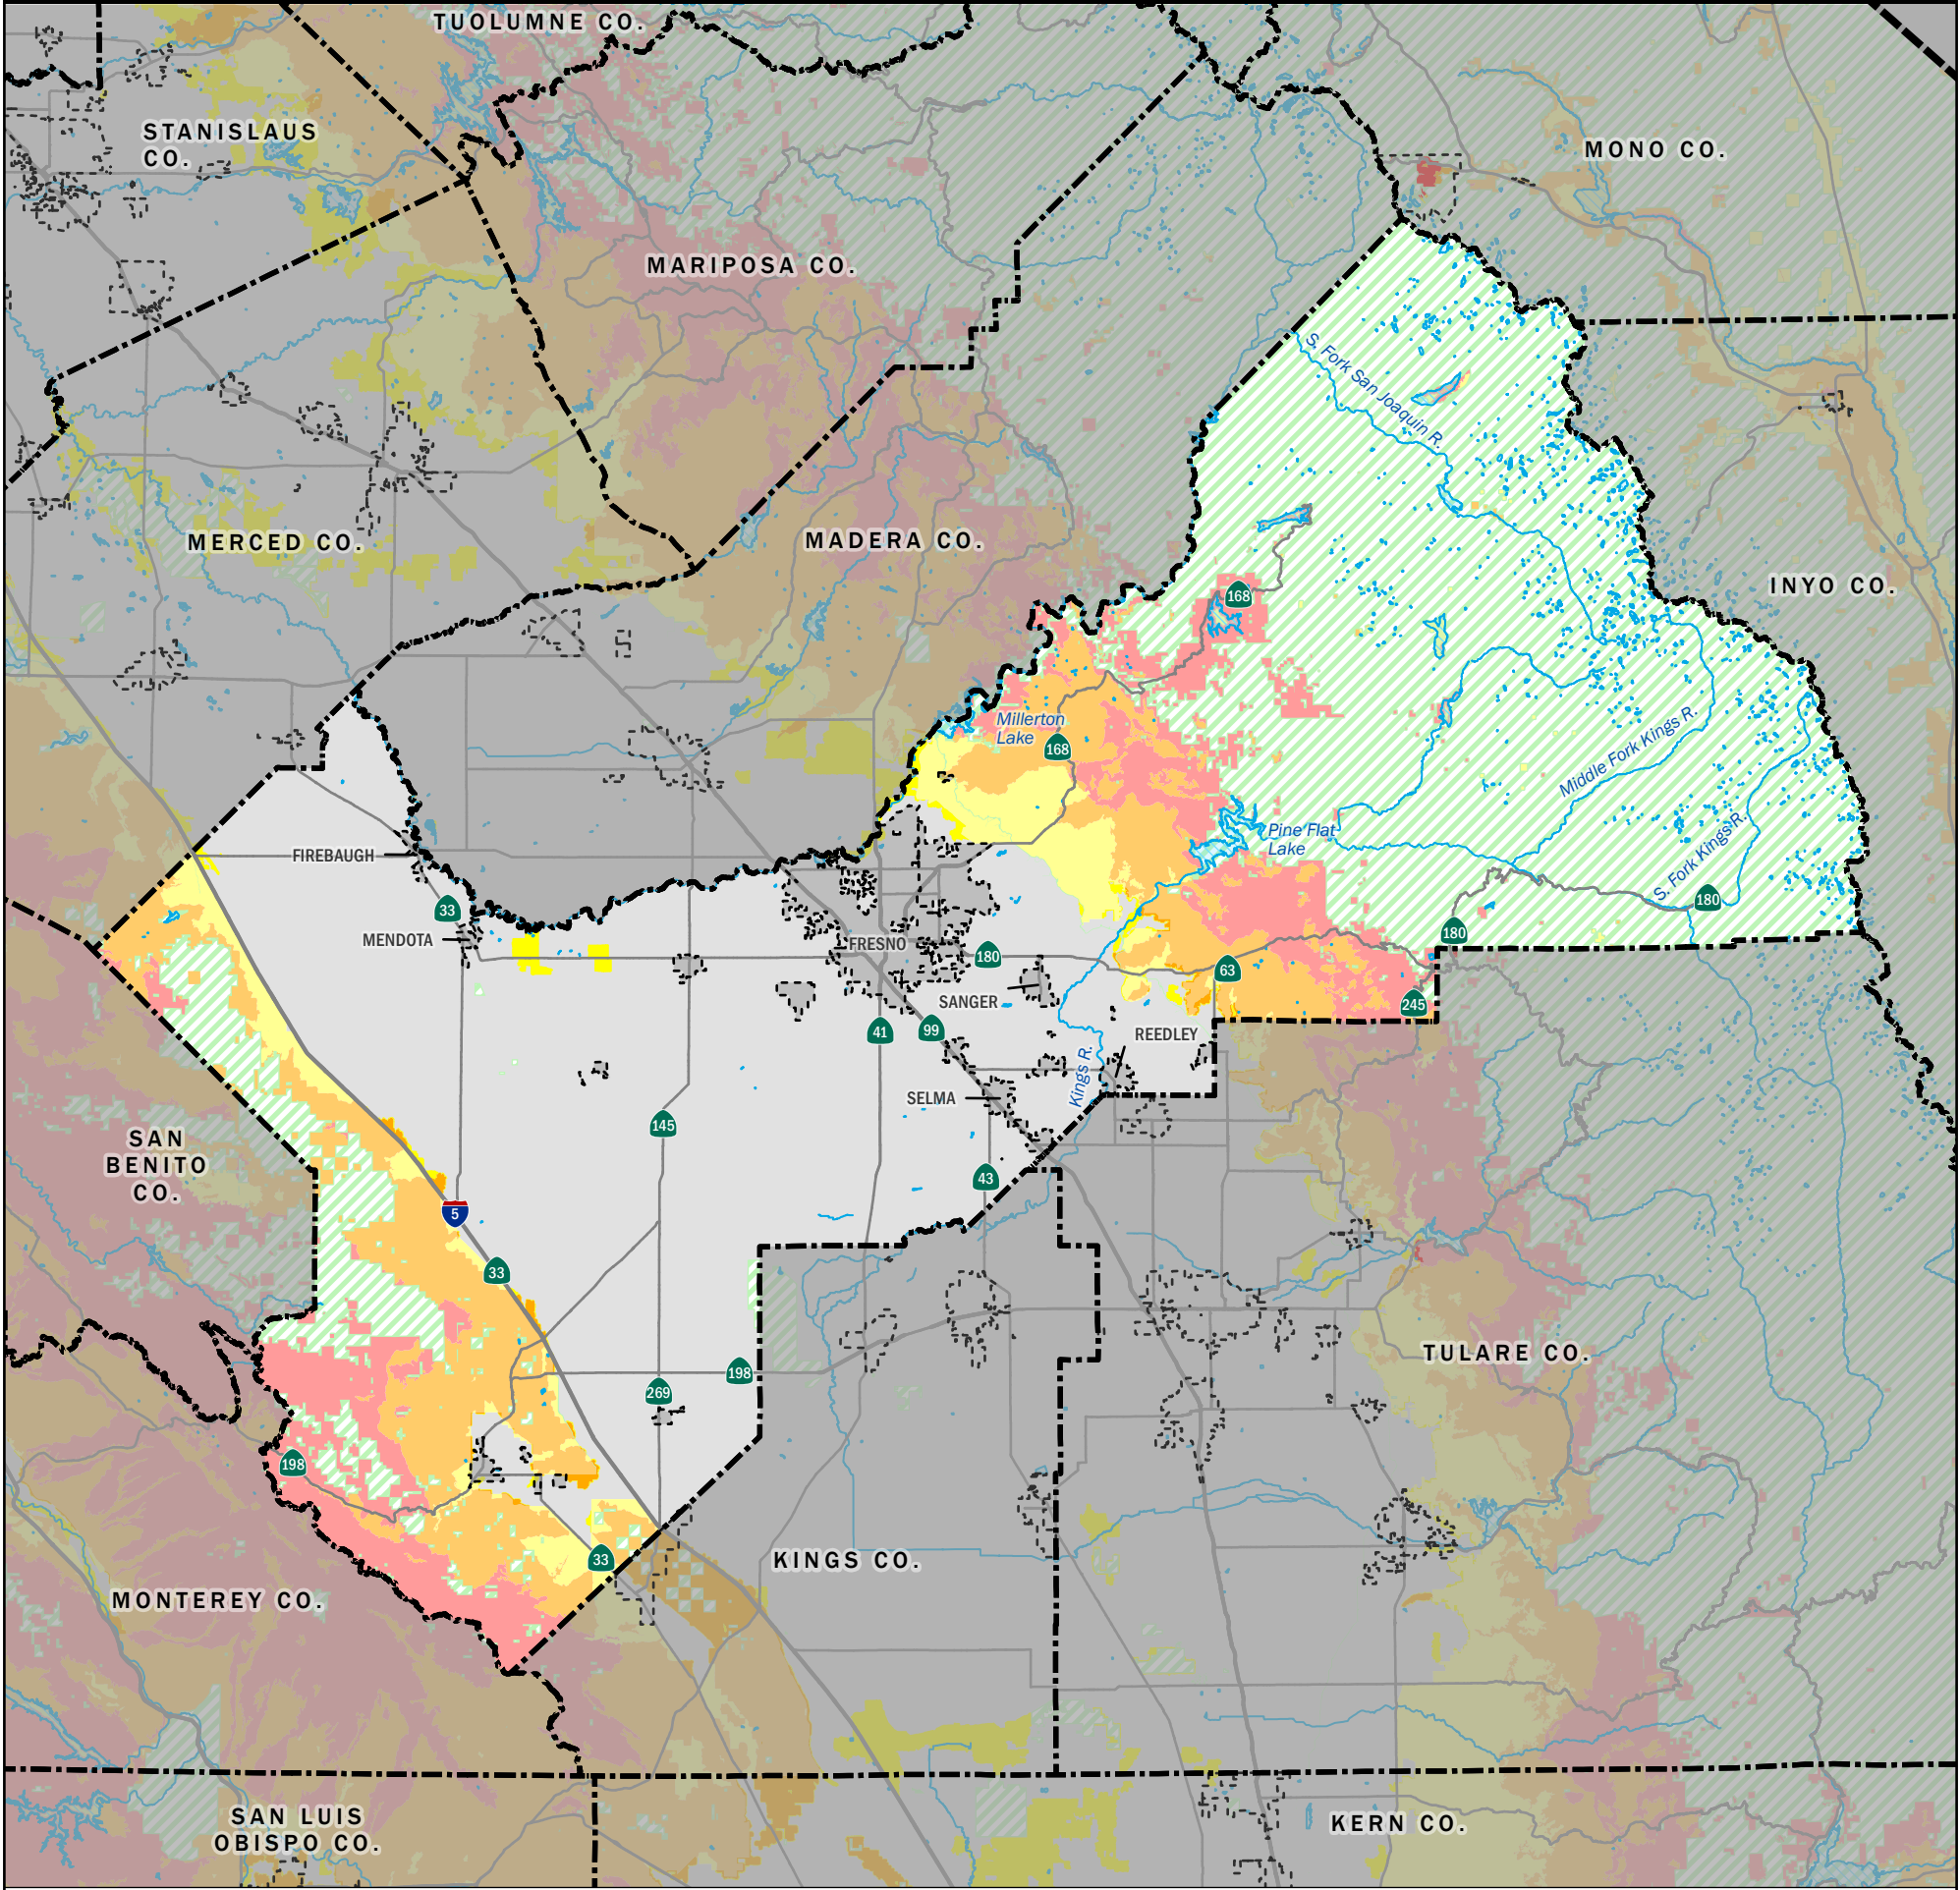 TUOLUMNE CO.
STANISLAUS
CO.
MONO CO.
MARIPOSA CO.
S. Fork San Joaquin R.
MERCED CO.
MADERA CO.
INYO CO.
168
Millerton
Lake
168
Middle Fork Kings R.
Pine Flat
Lake
S. Fork Kings R.
FIREBAUGH
33
180
MENDOTA
FRESNO
180
180
63
SANGER
245
41
99
REEDLEY
Kings R.
SELMA
145
SAN
BENITO
CO.
43
5
33
TULARE CO.
198
269
198
33
KINGS CO.
MONTEREY CO.
SAN LUIS
OBISPO CO.
KERN CO.